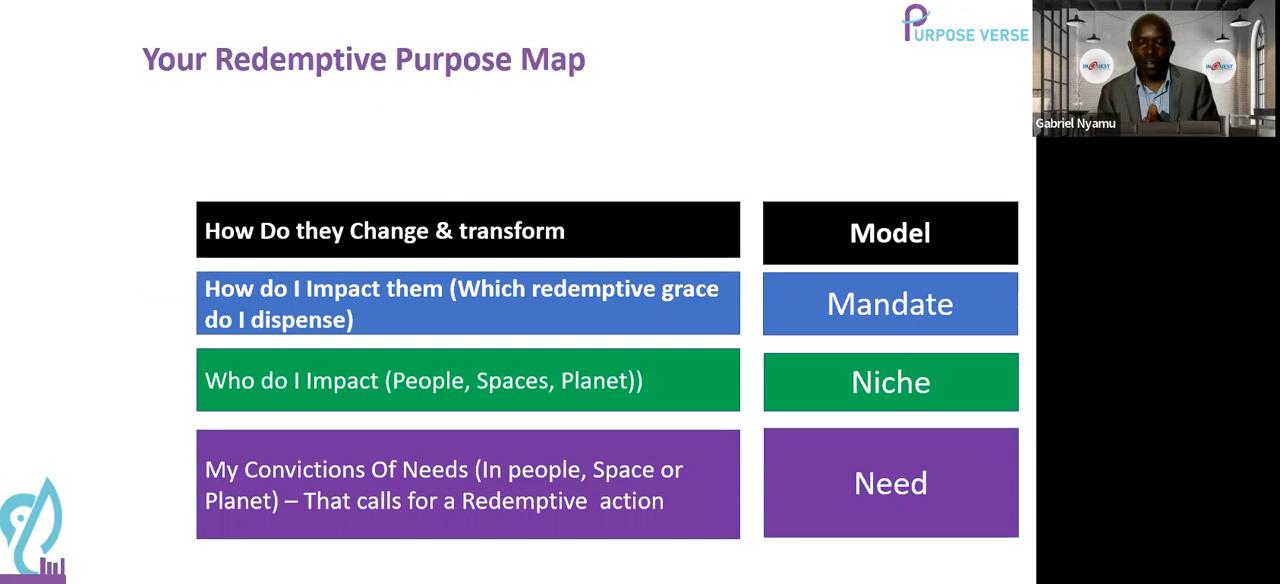 Your Redemptive Purpose Map
PURPOSE VERSE
Gabriel Nyamu
How Do they Change & transform
Model
How do I Impact them (Which redemptive grace
do I dispense)
Mandate
Who do I Impact (People, Spaces, Planet))
Niche
My Convictions Of Needs (In people, Space or
Planet) – That calls for a Redemptive action
Need